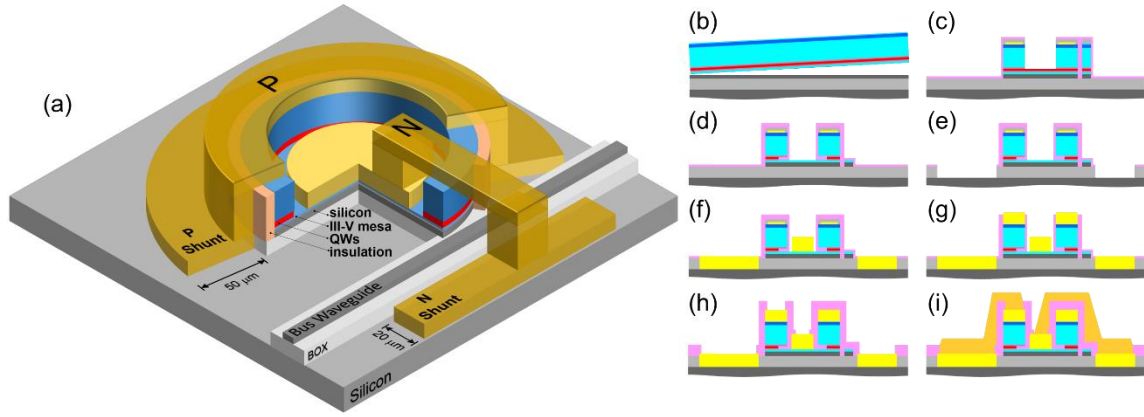 (a)
P
N
silicon
III-V mesa
QWs
insulation
P
Shunt
50 μm
Bus Waveguide
N
Shunt
20 μm
BOX
Silicon
(b)
(c)
(d)
(e)
(f)
(g)
(h)
(i)